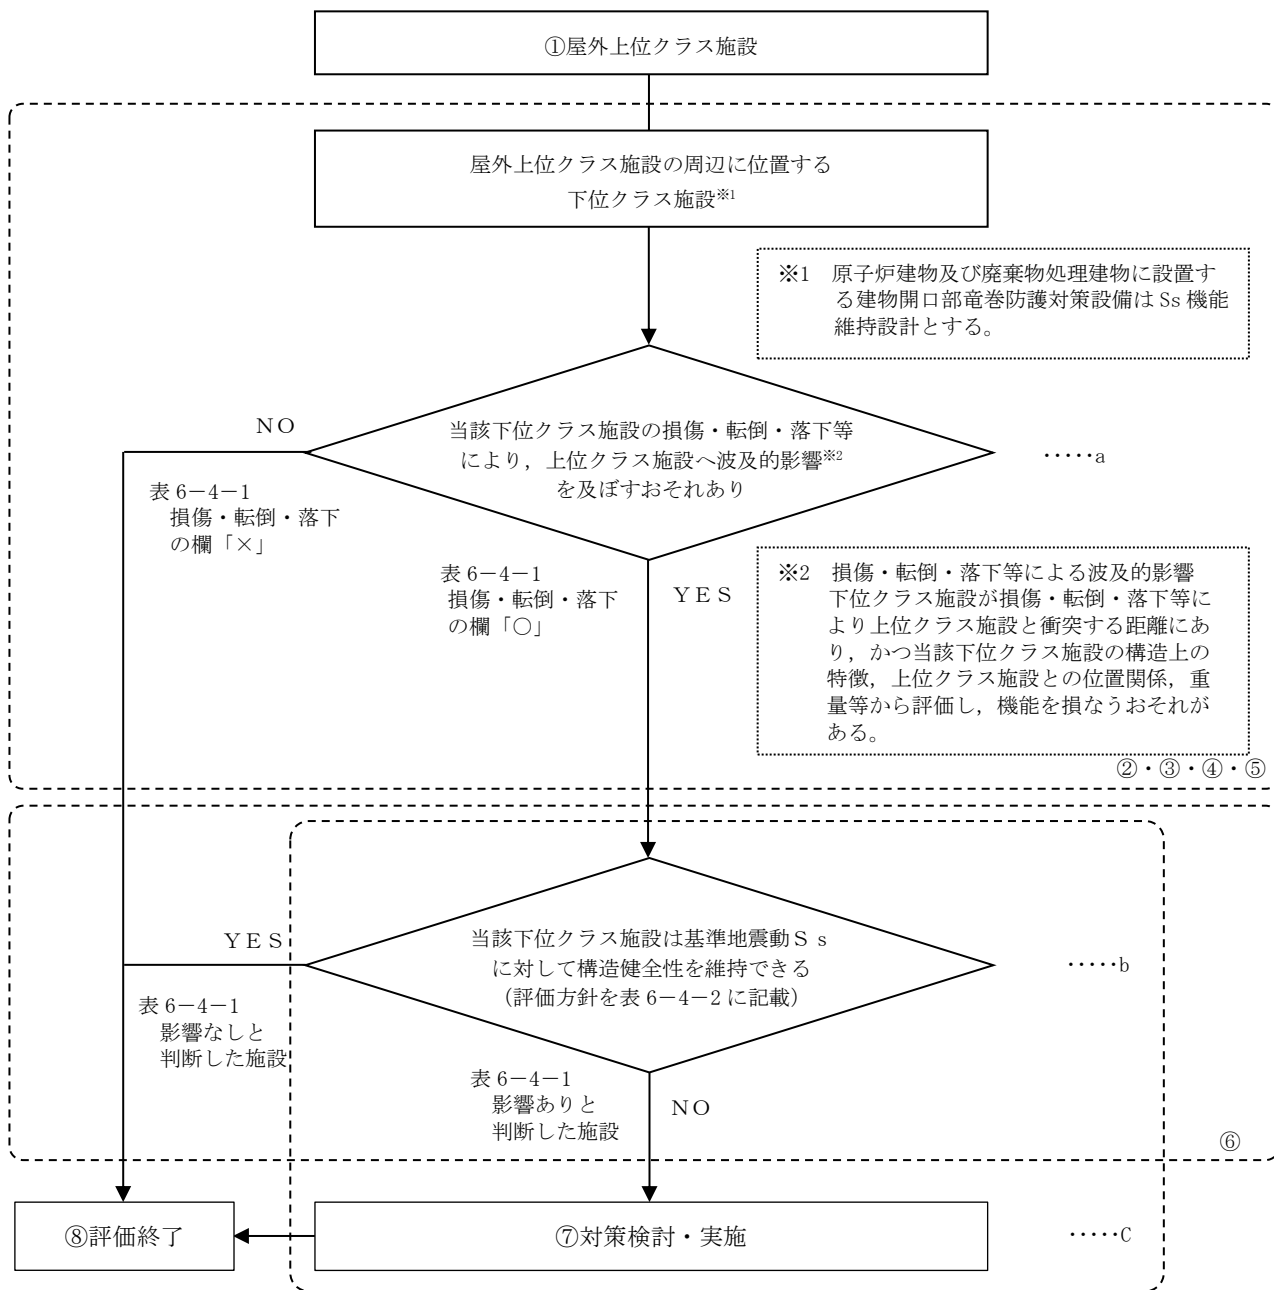 ①屋外上位クラス施設
屋外上位クラス施設の周辺に位置する
下位クラス施設※1
※1 原子炉建物及び廃棄物処理建物に設置す
る建物開口部竜巻防護対策設備は Ss 機能
維持設計とする。
NO
当該下位クラス施設の損傷・転倒・落下等
により，上位クラス施設へ波及的影響※2
を及ぼすおそれあり
‥‥‥a
表 6－4－1
損傷・転倒・落下
の欄「×」
表 6－4－1
損傷・転倒・落下
の欄「○」
YES
※2 損傷・転倒・落下等による波及的影響
下位クラス施設が損傷・転倒・落下等に
より上位クラス施設と衝突する距離にあ
り，かつ当該下位クラス施設の構造上の
特徴，上位クラス施設との位置関係，重
量等から評価し，機能を損なうおそれが
ある。
②・③・④・⑤
YES
当該下位クラス施設は基準地震動Ｓｓ
に対して構造健全性を維持できる
（評価方針を表 6－4－2 に記載）
‥‥‥b
表 6－4－1
影響なしと
判断した施設
表 6－4－1
影響ありと
判断した施設
NO
⑥
⑧評価終了
⑦対策検討・実施
‥‥‥C